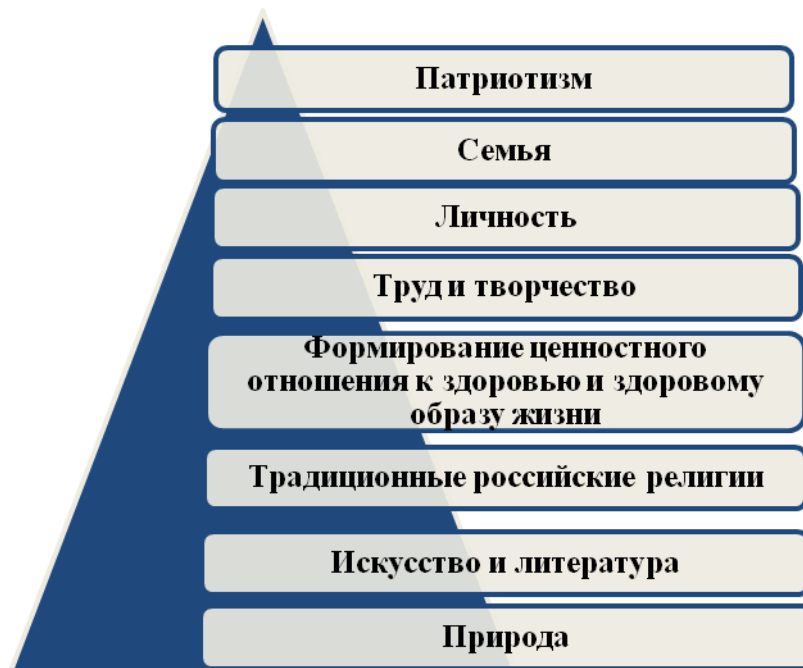 Патриотизм
Семья
Личность
Труд и творчество
Формирование ценностного
отношения к здоровью и здоровому
образу жизни
Традиционные российские религии
Искусство и литература
Природа